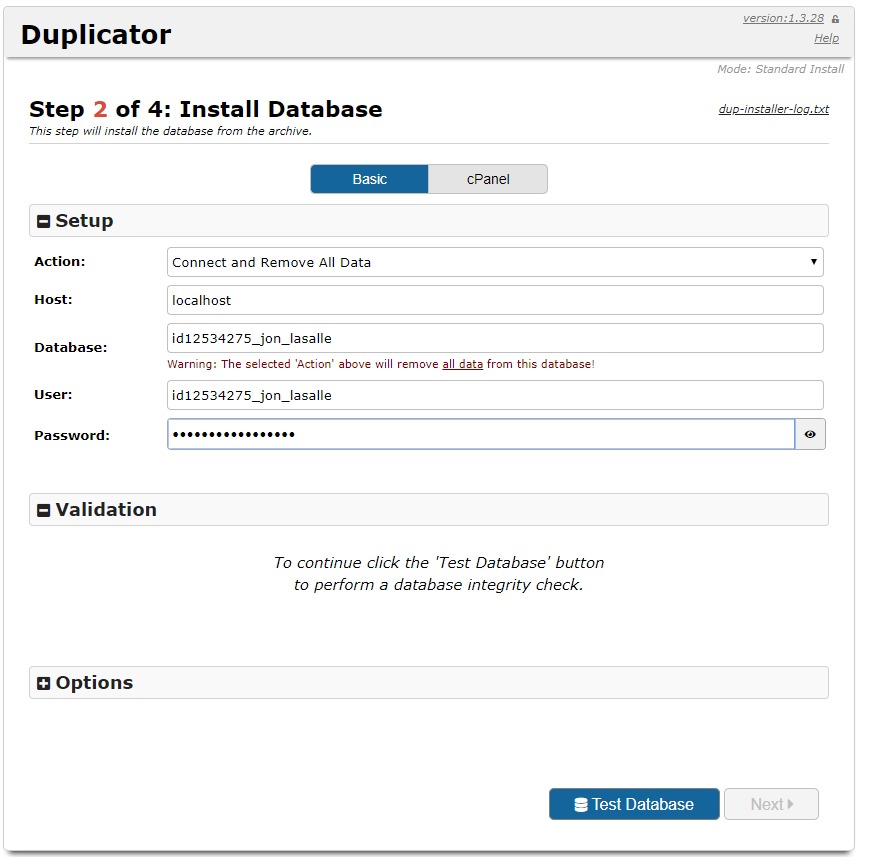 Duplicator
version:1.3.28
Help
Mode: Standard Install
Step 2 of 4: Install Database
dup-installer-log.txt
This step will install the database from the archive.
Basic
cPanel
Setup
Action:
Connect and Remove All Data
Host:
localhost
Database:
id12534275_jon_lasalle
Warning: The selected 'Action' above will remove all data from this database!
User:
id12534275_jon_lasalle
Password:
•••••••••••••••••
Validation
To continue click the 'Test Database' button
to perform a database integrity check.
Options
Test Database
Next